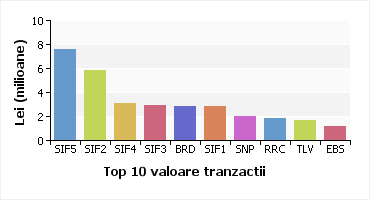 Lei (milioane)
10
8
6
4
2
0
SIF5 SIF2 SIF4 SIF3 BRD SIF1 SNP RRC TLV EBS
Top 10 valoare tranzactii